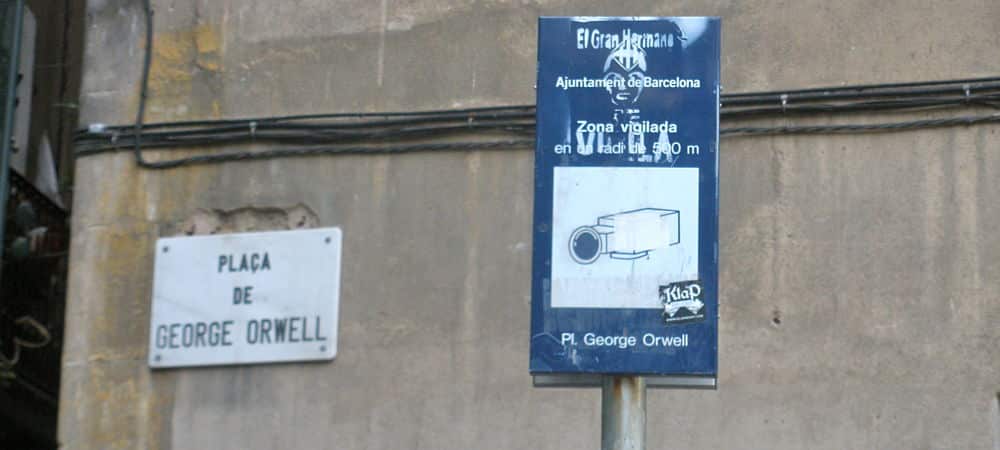 PLAÇA
DE
GEORGE ORWELL
El Gran Hermano
Ajuntament de Barcelona
Zona vigilada
en un radi de 500 m
KlaP
Pl. George Orwell